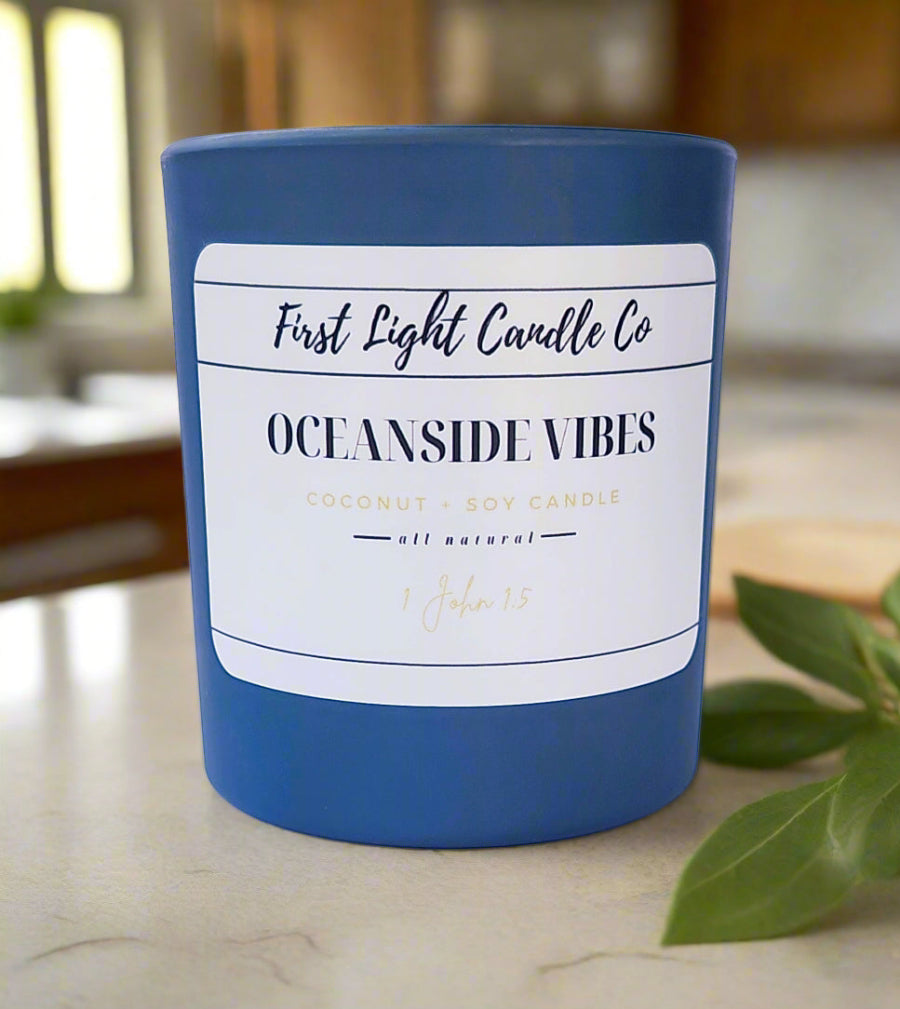 First Light Candle Co
OCEANSIDE VIBES
COCONUT + SOY CANDLE
all natural
1 John 1:5